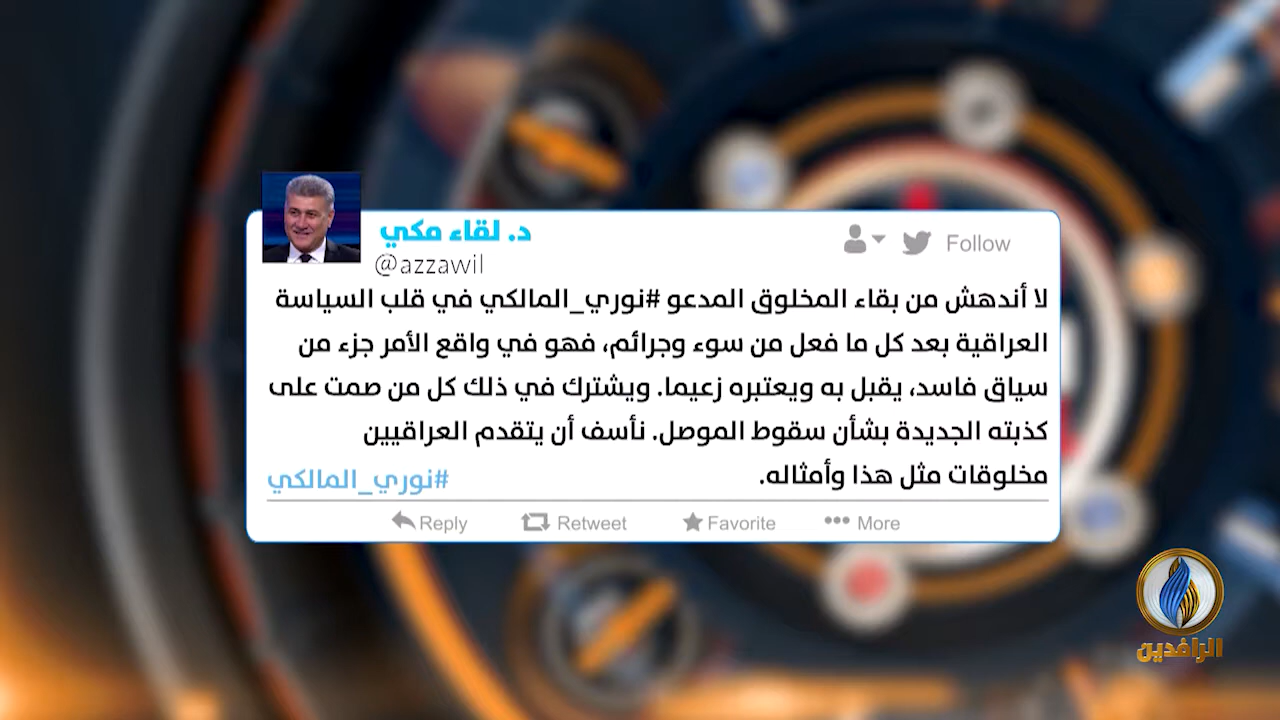 د. لقاء مكي
@azzawil
Follow
لا أندهش من بقاء المخلوق المدعو #نوري_المالكي في قلب السياسة
العراقية بعد كل ما فعل من سوء وجرائم، فهو في واقع الأمر جزء من
سياق فاسد، يقبل به ويعتبره زعيما. ويشترك في ذلك كل من صمت على
كذبته الجديدة بشأن سقوط الموصل. نأسف أن يتقدم العراقيين
مخلوقات مثل هذا وأمثاله.
#نوري_المالكي
Reply Retweet Favorite More
الرافدين